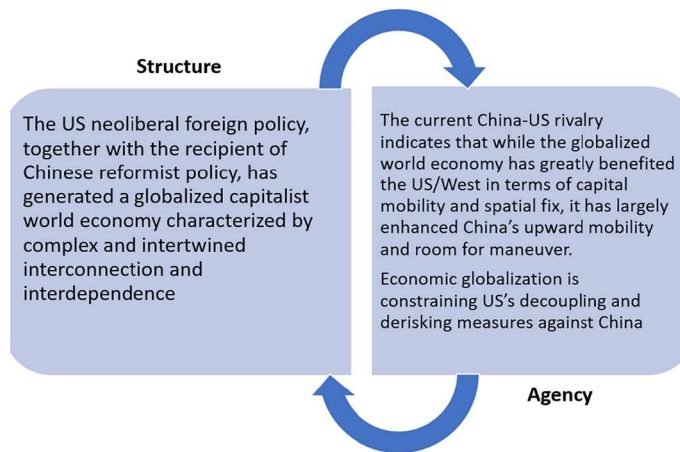 Structure
The US neoliberal foreign policy,
together with the recipient of
Chinese reformist policy, has
generated a globalized capitalist
world economy characterized by
complex and intertwined
interconnection and
interdependence
The current China-US rivalry
indicates that while the globalized
world economy has greatly benefited
the US/West in terms of capital
mobility and spatial fix, it has largely
enhanced China's upward mobility
and room for maneuver.
Economic globalization is
constraining US's decoupling and
derisking measures against China
Agency